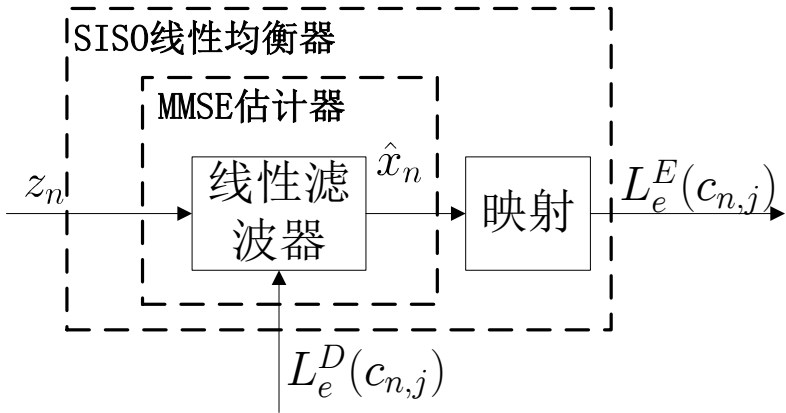 SISO线性均衡器
MMSE估计器
$z_n$
线性滤
波器
$\hat{x}_n$
映射
$L_e^E(c_{n,j})$
$L_e^D(c_{n,j})$